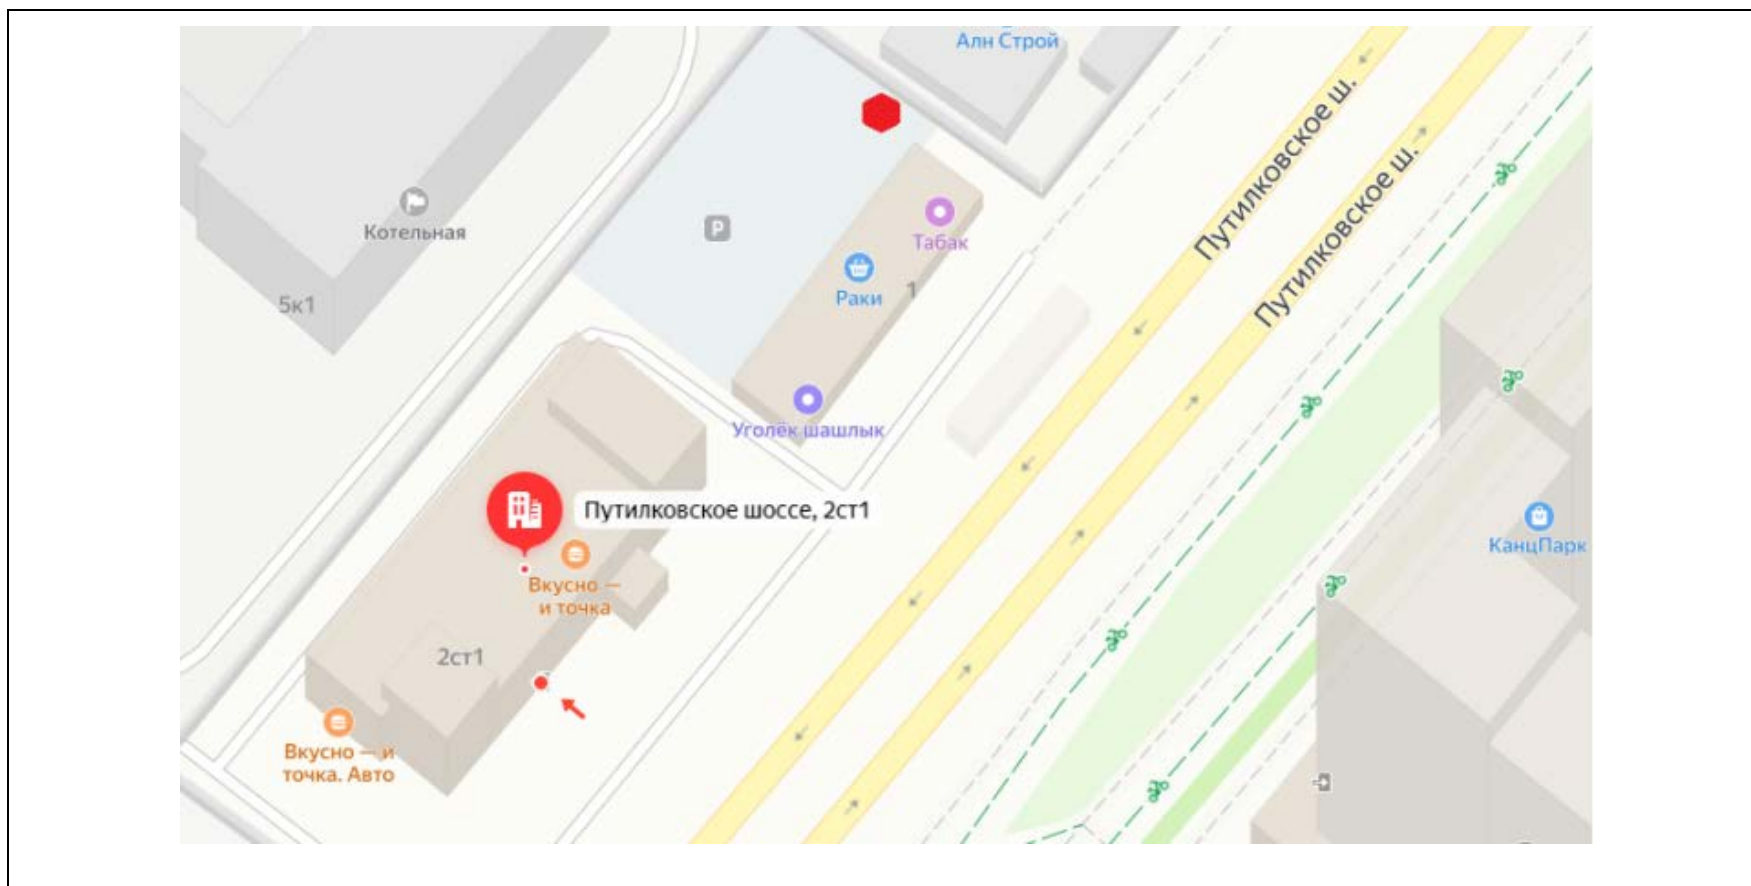 Алн Строй
Путилковское ш.
Путилковское ш.
Котельная
P
Табак
Раки
1
5к1
Уголёк шашлык
Путилковское шоссе, 2ст1
КанцПарк
Вкусно —
и точка
2ст1
Вкусно — и
точка. Авто